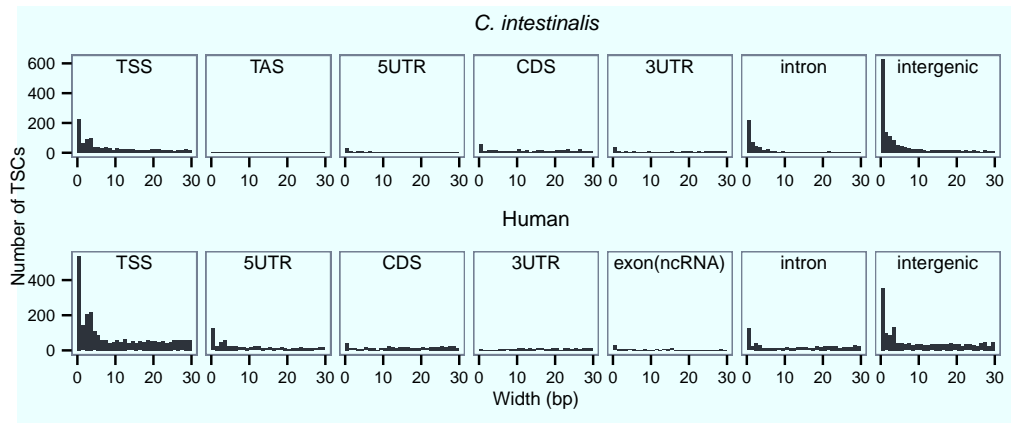 C. intestinalis
TSS TAS 5UTR CDS 3UTR intron intergenic
600
400
200
0
0 10 20 30 0 10 20 30 0 10 20 30 0 10 20 30 0 10 20 30 0 10 20 30 0 10 20 30
Number of TSCs
Human
TSS 5UTR CDS 3UTR exon(ncRNA) intron intergenic
400
200
0
0 10 20 30 0 10 20 30 0 10 20 30 0 10 20 30 0 10 20 30 0 10 20 30 0 10 20 30
Width (bp)